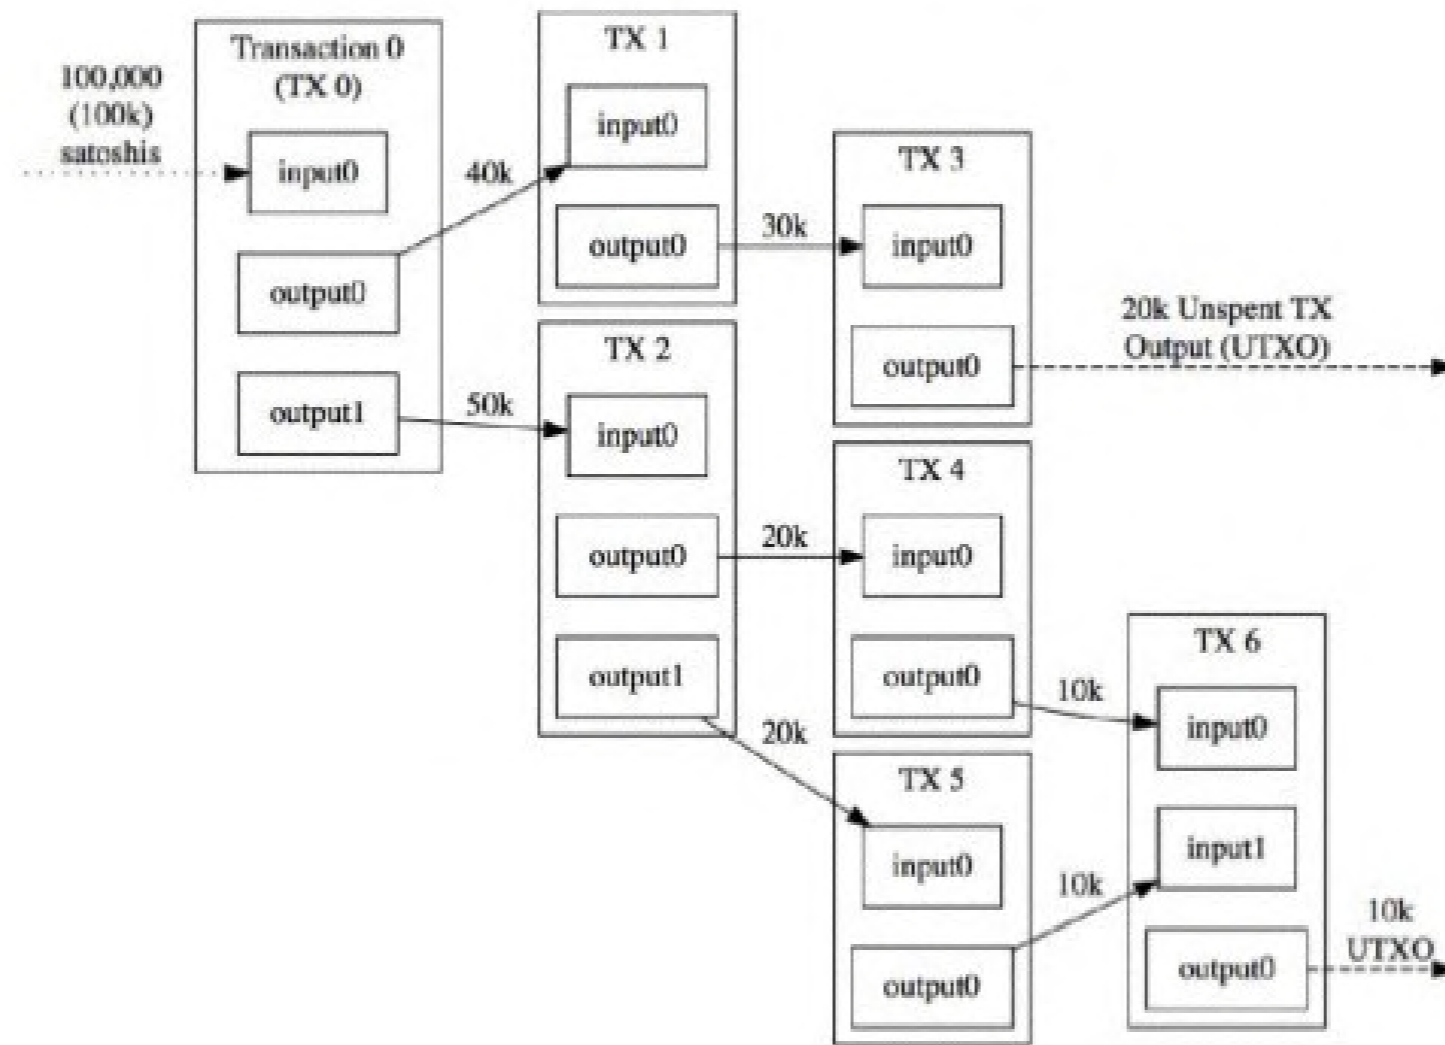 100,000
(100k)
satoshis
Transaction 0
(TX 0)
input0
output0
output1
40k
50k
TX 1
input0
output0
30k
TX 2
input0
output0
output1
20k
20k
TX 3
input0
output0
20k Unspent TX
Output (UTXO)
TX 4
input0
output0
10k
TX 5
input0
output0
10k
TX 6
input0
input1
output0
10k
UTXO